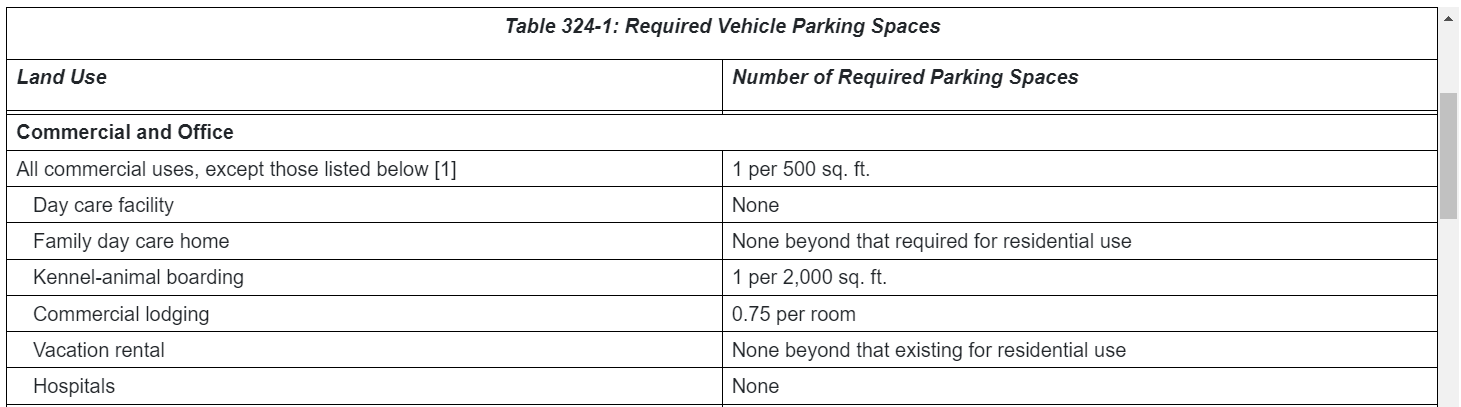 Table 324-1: Required Vehicle Parking Spaces
Land Use
Number of Required Parking Spaces
Commercial and Office
All commercial uses, except those listed below [1]
1 per 500 sq. ft.
Day care facility
None
Family day care home
None beyond that required for residential use
Kennel-animal boarding
1 per 2,000 sq. ft.
Commercial lodging
0.75 per room
Vacation rental
None beyond that existing for residential use
Hospitals
None